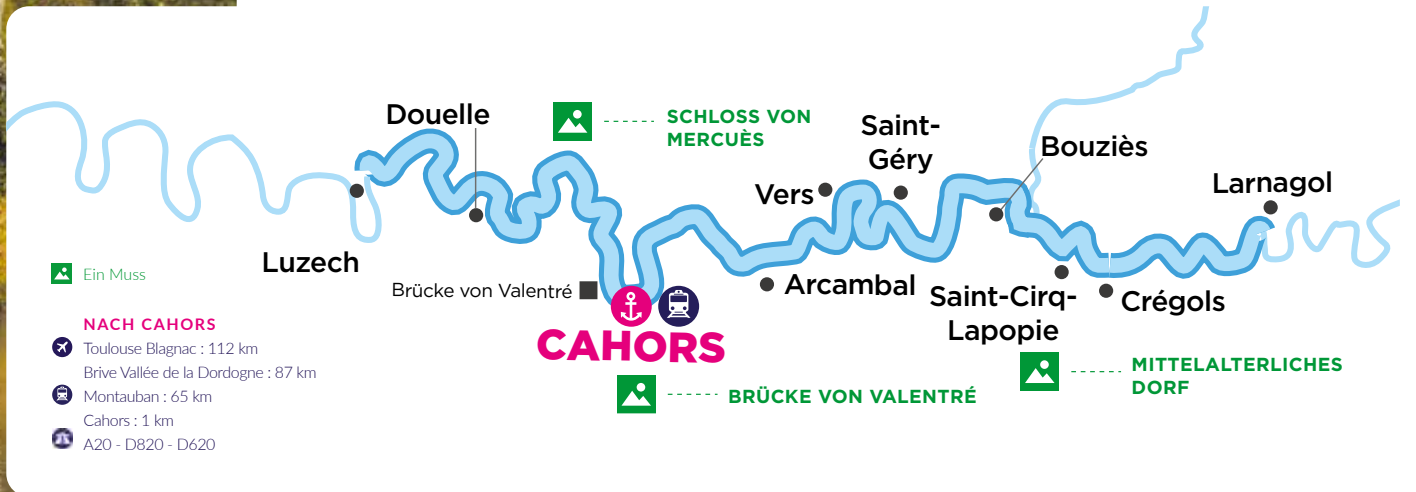 Douelle
SCHLOSS VON
MERCUÈS
Saint-
Géry
Bouziès
Vers
Larnagol
Luzech
Ein Muss
Brücke von Valentré
Arcambal
Saint-Cirq-
Lapopie
Crégols
CAHORS
NACH CAHORS
Toulouse Blagnac : 112 km
Brive Vallée de la Dordogne : 87 km
Montauban : 65 km
Cahors : 1 km
A20 - D820 - D620
BRÜCKE VON VALENTRÉ
MITTELALTERLICHES
DORF